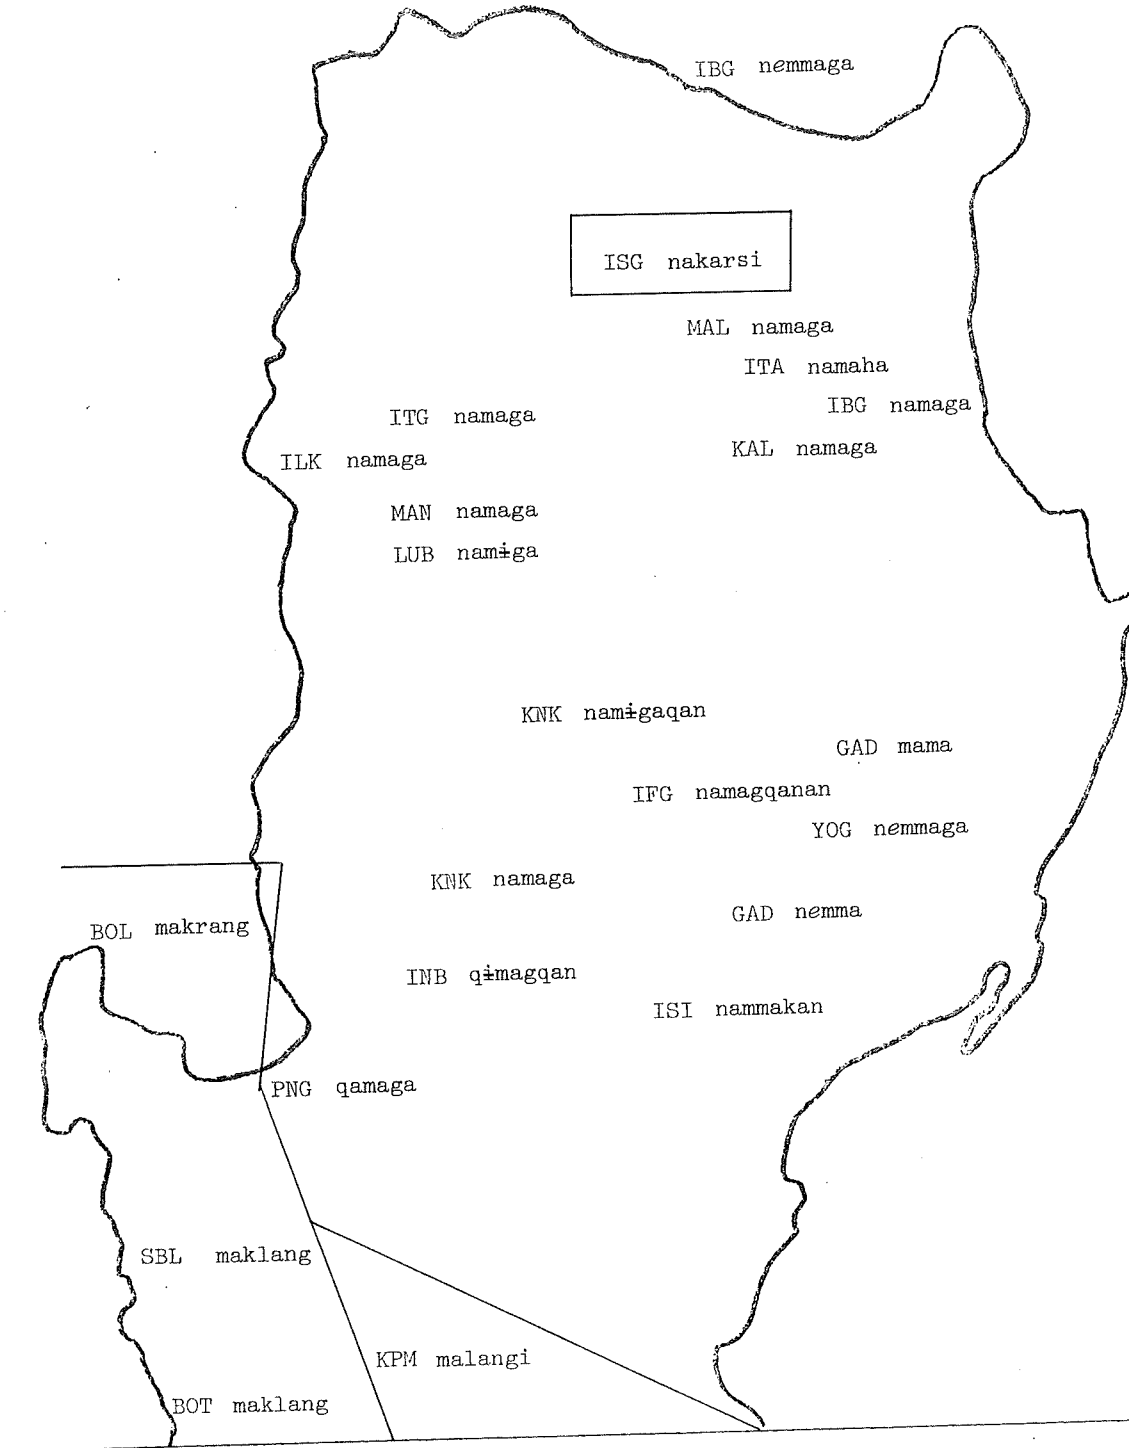 IBG nemmaga
ISG nakarsi
MAL namaga
ITA namaha
IBG namaga
ITG namaga
KAL namaga
ILK namaga
MAN namaga
LUB namɨga
KNK namɨgaqan
GAD mama
IFG namagqanan
YOG nemmaga
KNK namaga
GAD nemma
BOL makrang
INB qɨmagqan
ISI nammakan
PNG qamaga
SBL maklang
KPM malangi
BOT maklang